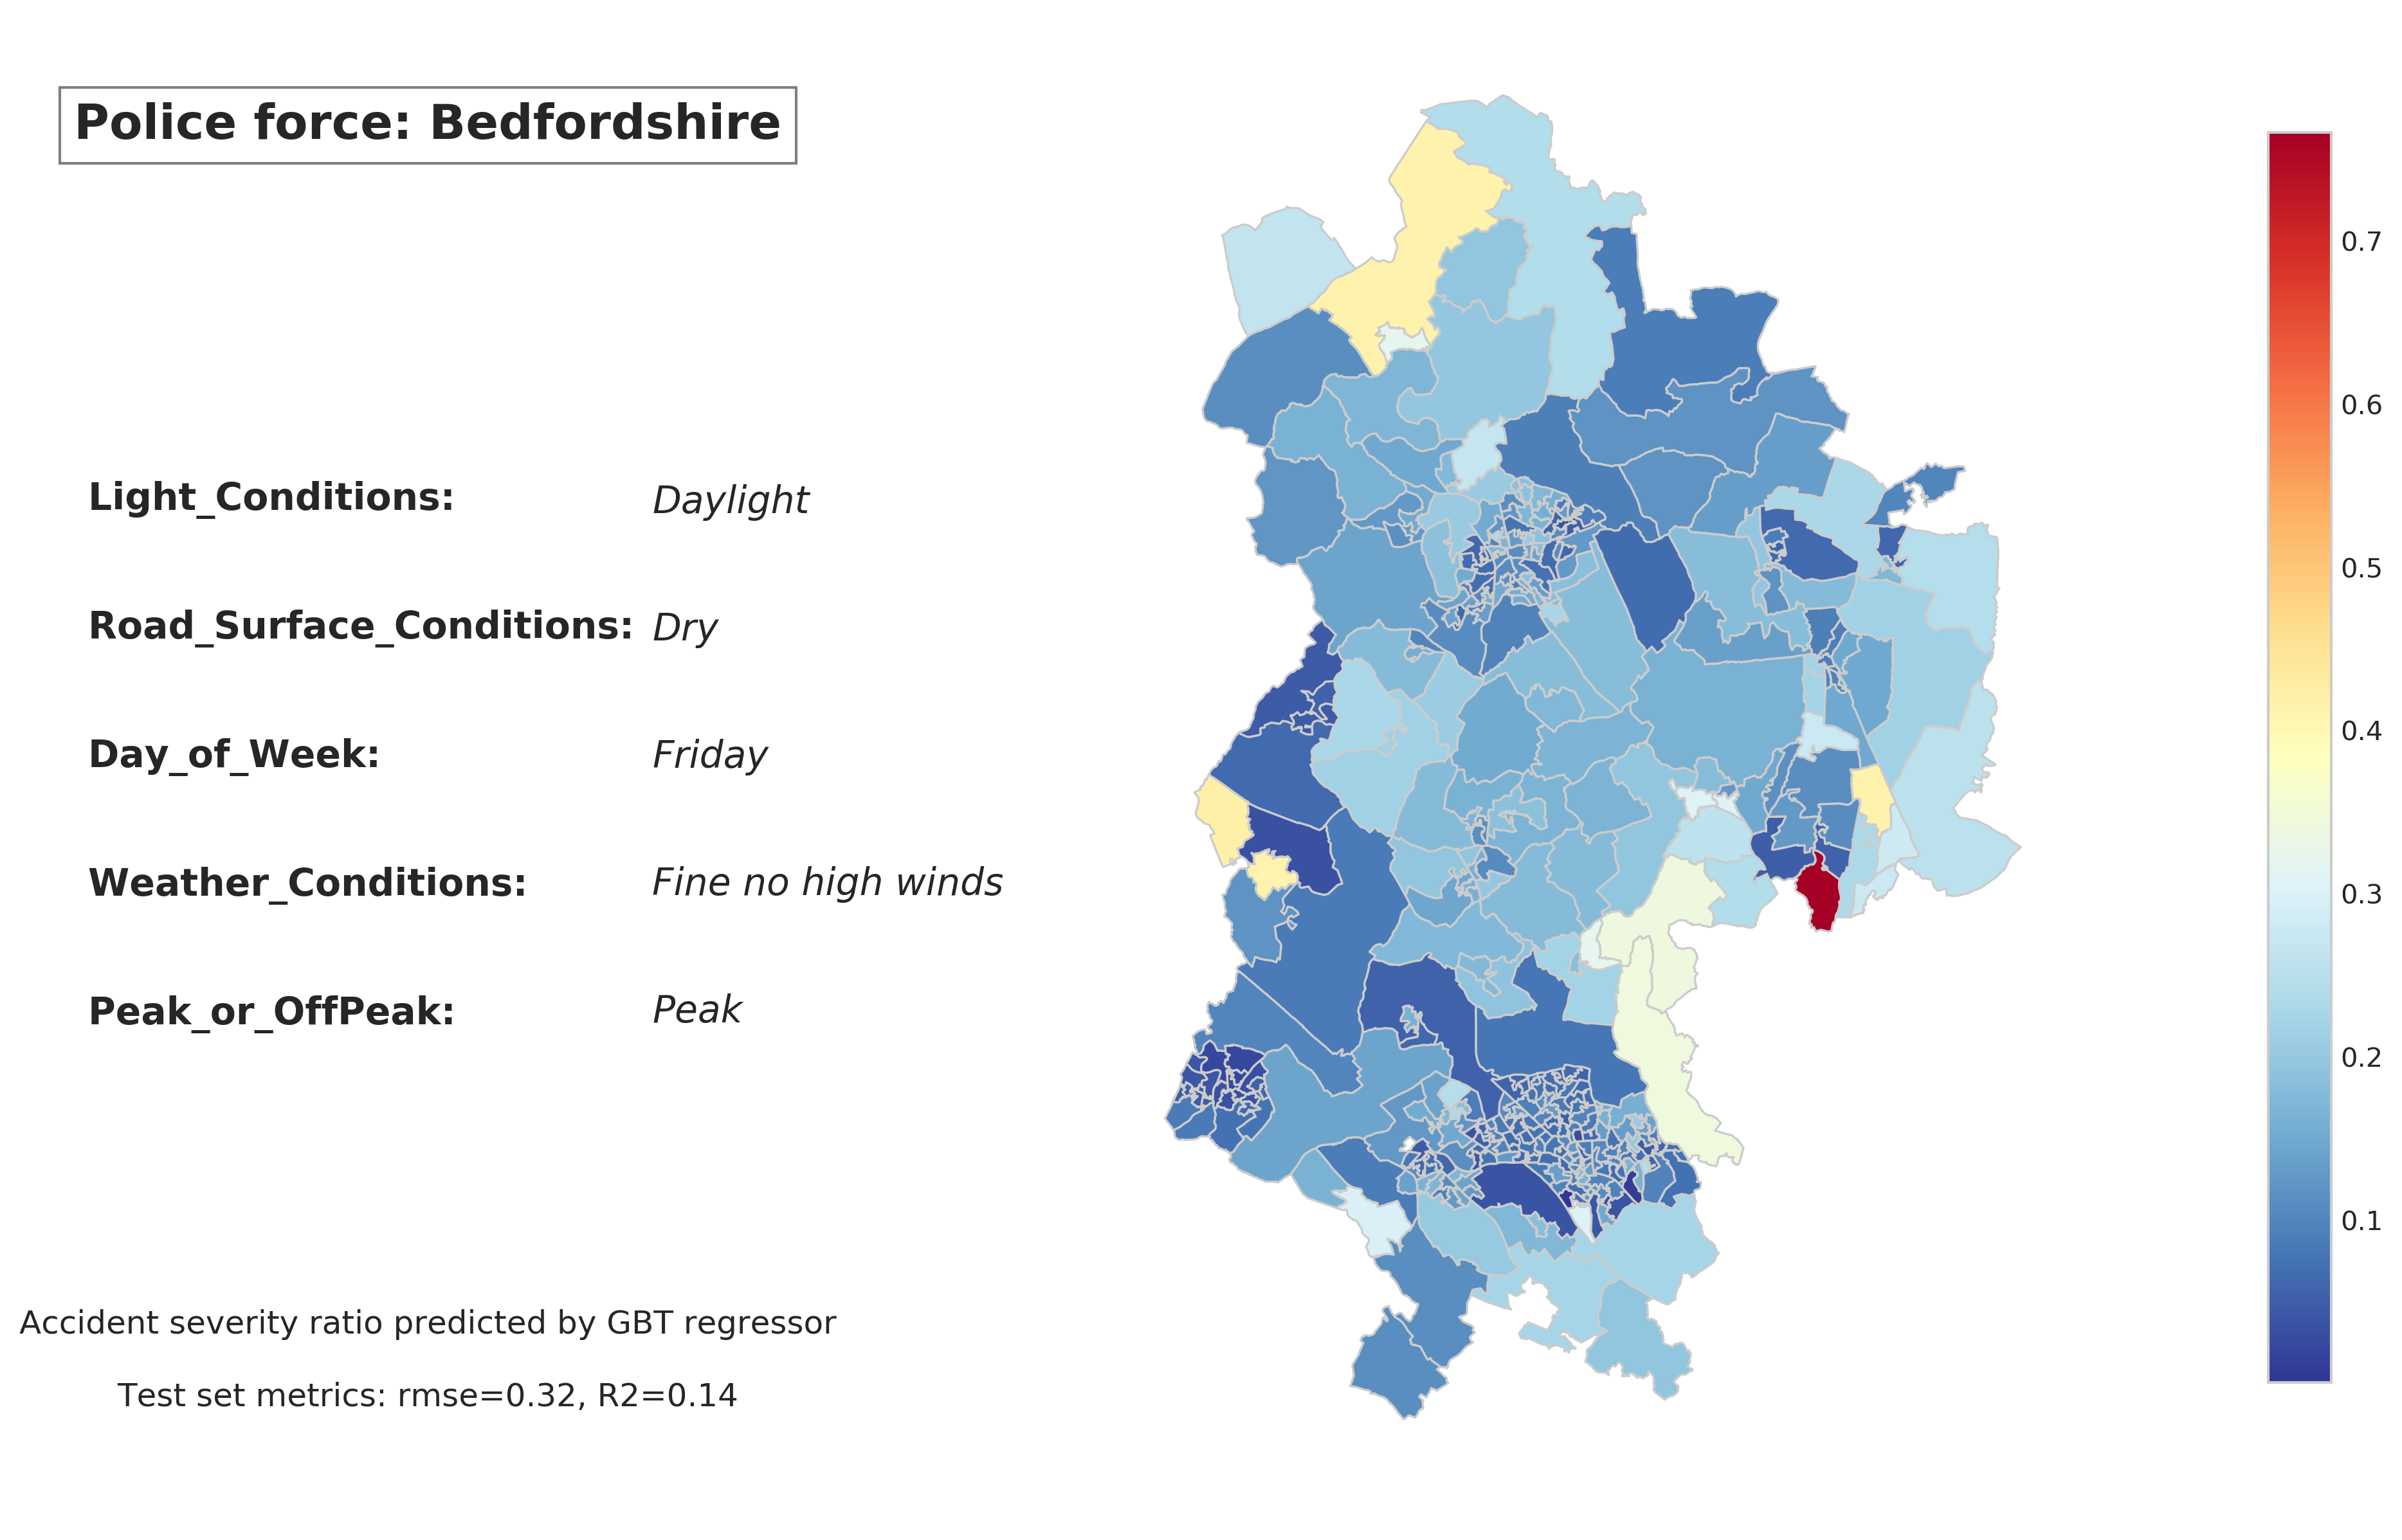 Police force: Bedfordshire
Light_Conditions: Daylight
Road_Surface_Conditions: Dry
Day_of_Week: Friday
Weather_Conditions: Fine no high winds
Peak_or_OffPeak: Peak
Accident severity ratio predicted by GBT regressor
Test set metrics: rmse=0.32, R2=0.14
0.7
0.6
0.5
0.4
0.3
0.2
0.1